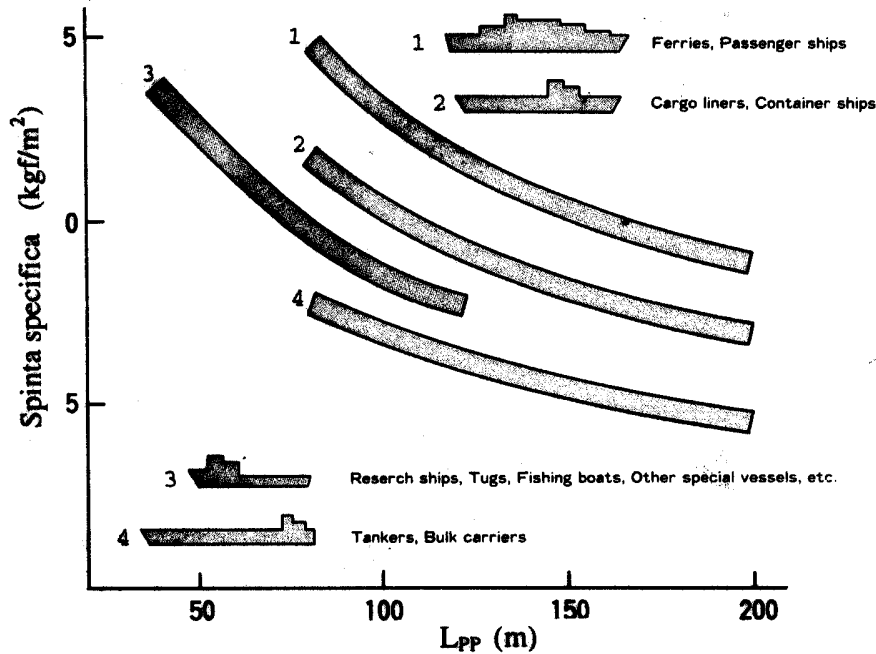 Spinta specifica (kgf/m²)
5
0
5
1
2
3
4
1 Ferries, Passenger ships
2 Cargo liners, Container ships
3 Reserch ships, Tugs, Fishing boats, Other special vessels, etc.
4 Tankers, Bulk carriers
50 100 150 200
LPP (m)